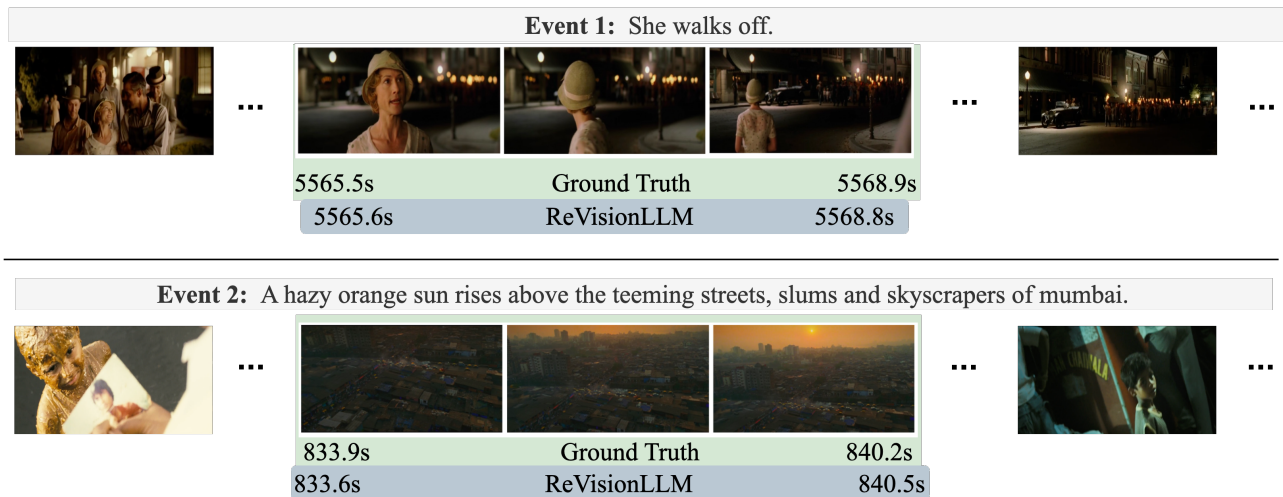 Event 1: She walks off.
...
...
...
5565.5s Ground Truth 5568.9s
5565.6s ReVisionLLM 5568.8s
Event 2: A hazy orange sun rises above the teeming streets, slums and skyscrapers of mumbai.
...
...
...
833.9s Ground Truth 840.2s
833.6s ReVisionLLM 840.5s